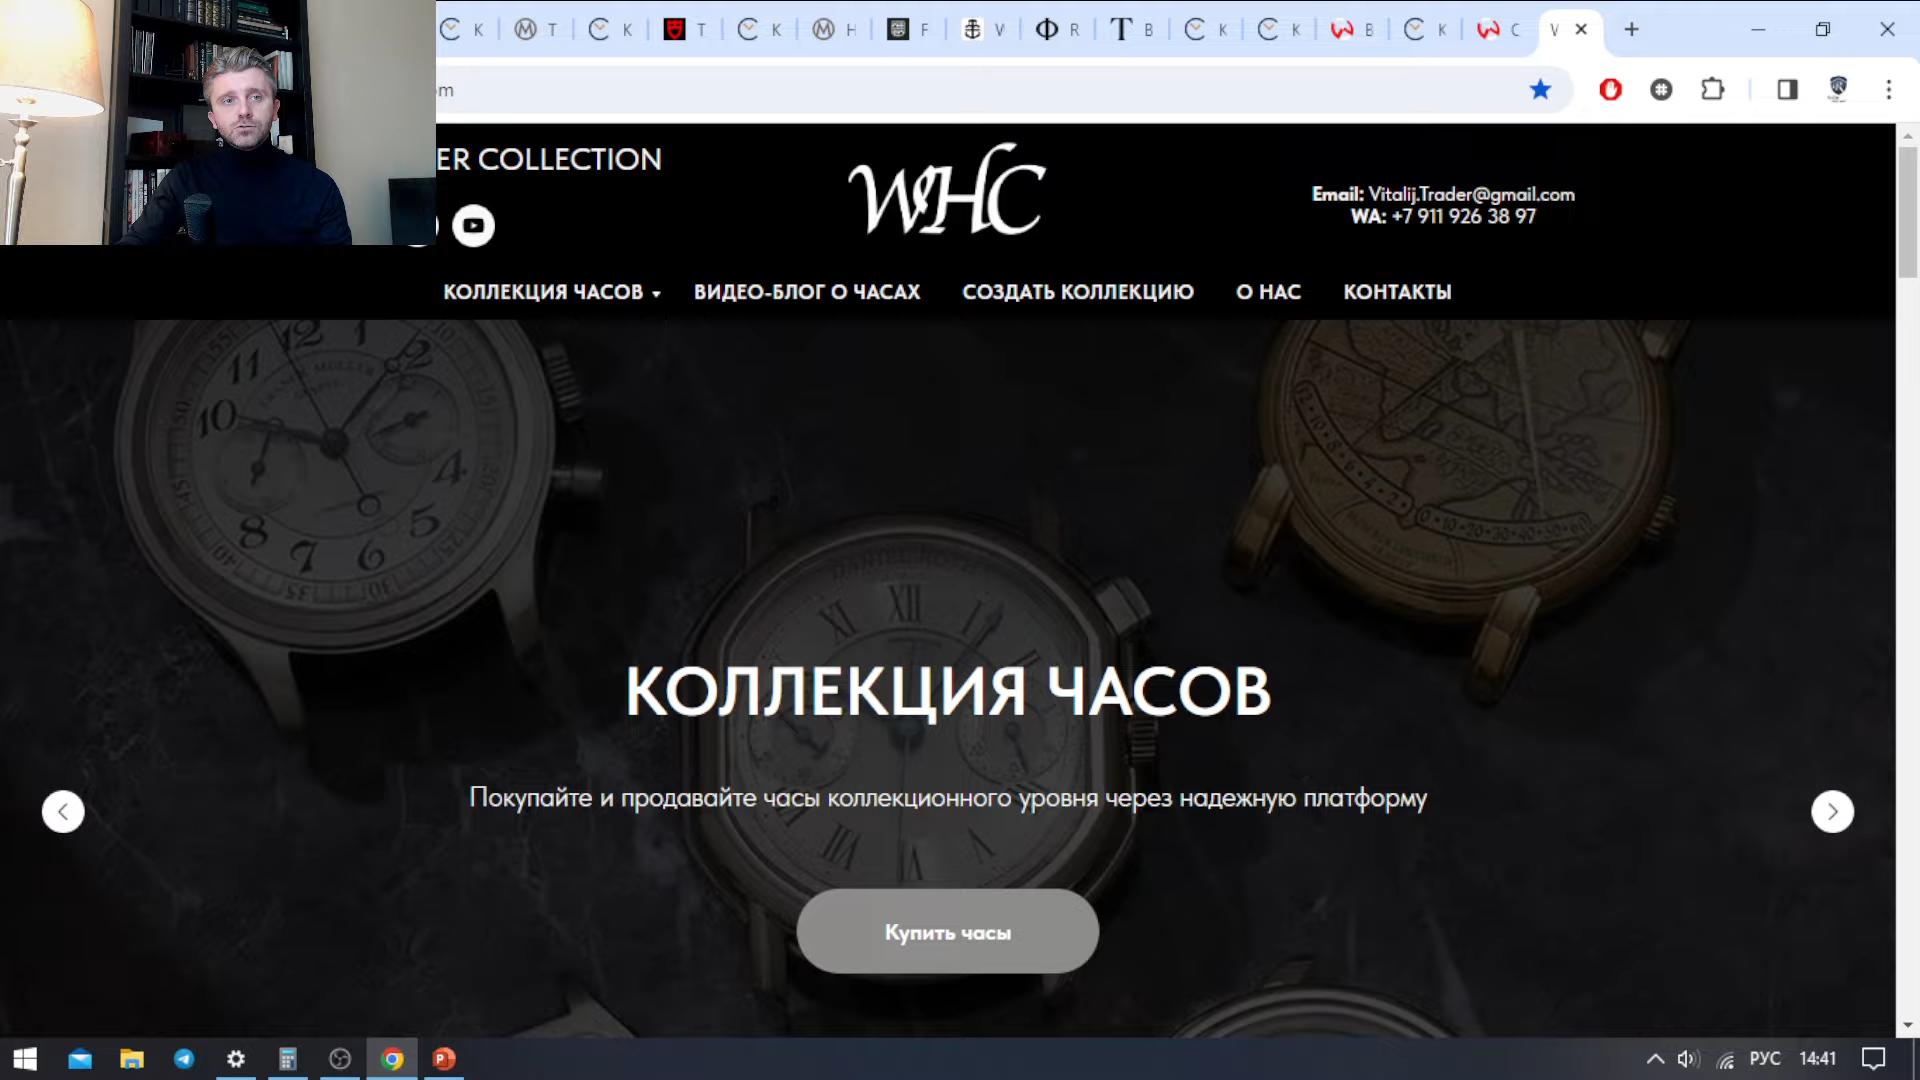 K
T
K
T
K
H
F
V
R
B
K
K
B
K
C
V
om
ER COLLECTION
WHC
Email: Vitalij.Trader@gmail.com
WA: +7 911 926 38 97
КОЛЛЕКЦИЯ ЧАСОВ
ВИДЕО-БЛОГ О ЧАСАХ
СОЗДАТЬ КОЛЛЕКЦИЮ
О НАС
КОНТАКТЫ
КОЛЛЕКЦИЯ ЧАСОВ
Покупайте и продавайте часы коллекционного уровня через надежную платформу
Купить часы
РУС
14:41